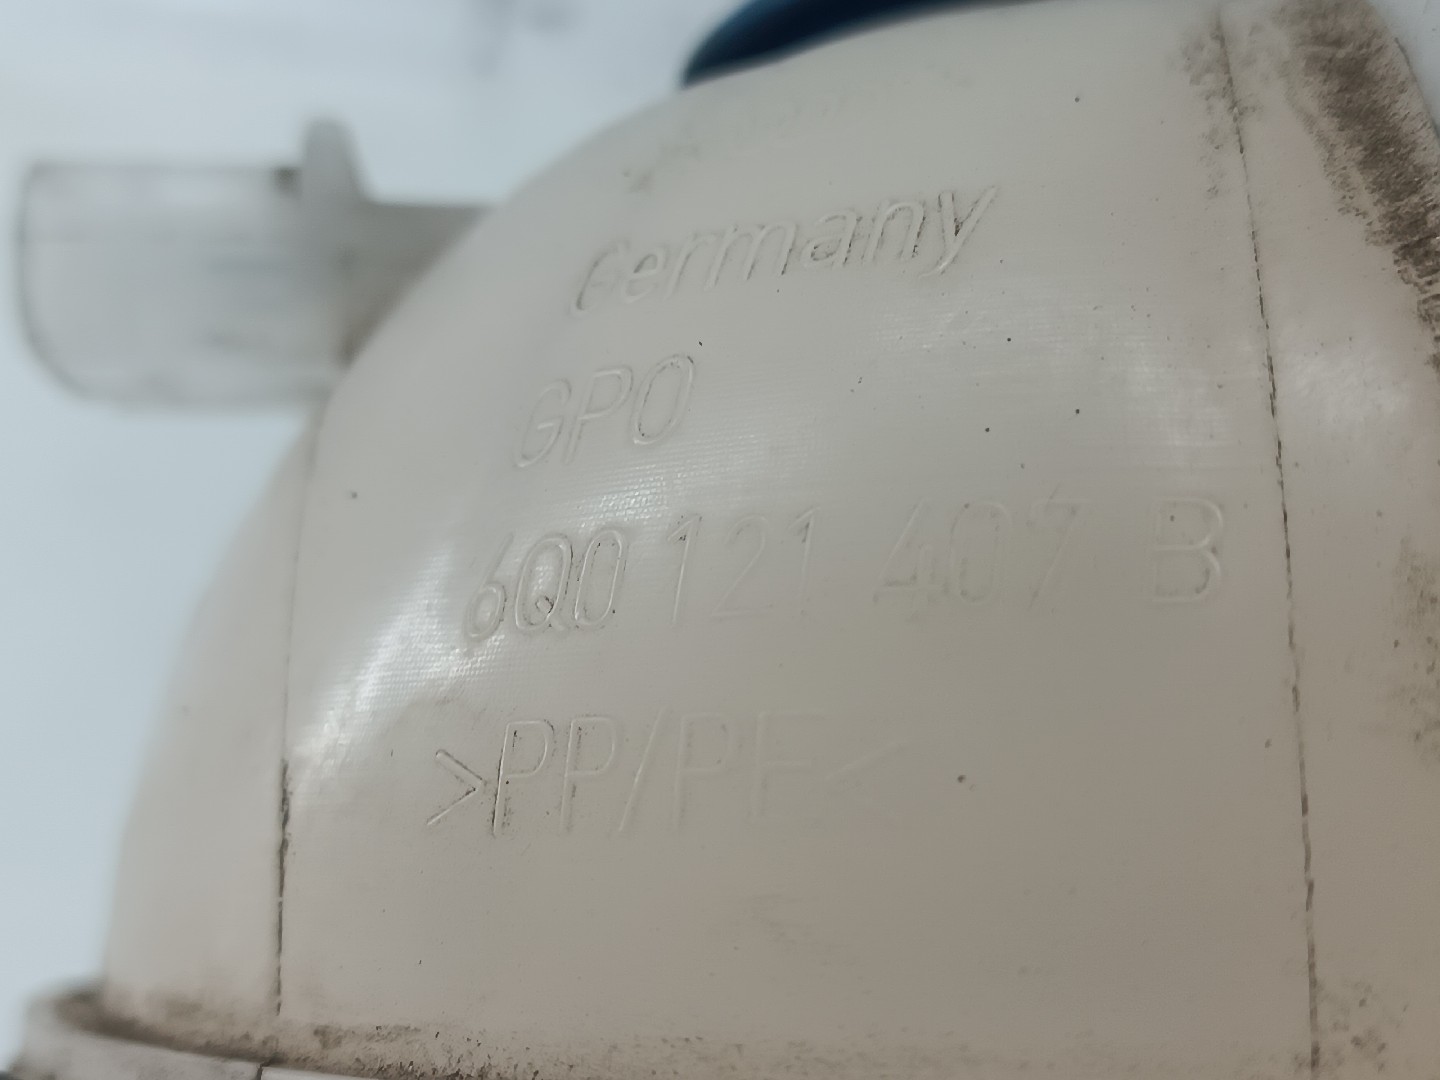 Germany
GPO
6Q0 121 407 B
>PP/PE<